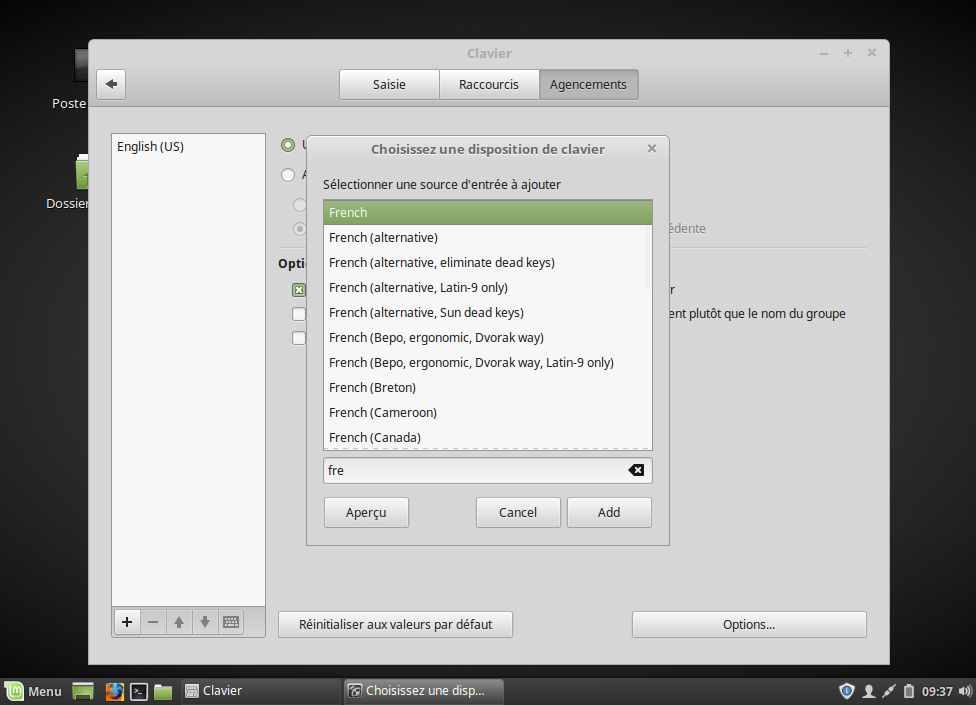 Clavier
Saisie
Raccourcis
Agencements
Poste
Dossier
English (US)
Choisissez une disposition de clavier
Sélectionner une source d'entrée à ajouter
French
French (alternative)
French (alternative, eliminate dead keys)
French (alternative, Latin-9 only)
French (alternative, Sun dead keys)
French (Bepo, ergonomic, Dvorak way)
French (Bepo, ergonomic, Dvorak way, Latin-9 only)
French (Breton)
French (Cameroon)
French (Canada)
fre
Aperçu
Cancel
Add
plutôt que le nom du groupe
Réinitialiser aux valeurs par défaut
Options...
Menu
Clavier
Choisissez une disp...
09:37